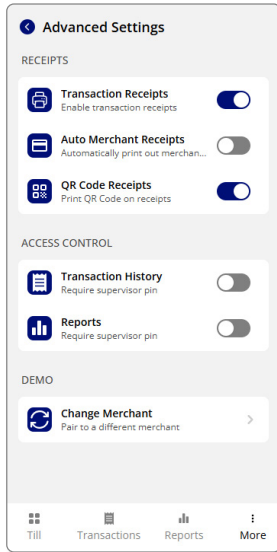 Advanced Settings
RECEIPTS
Transaction Receipts
Enable transaction receipts
Auto Merchant Receipts
Automatically print out merchan...
QR Code Receipts
Print QR Code on receipts
ACCESS CONTROL
Transaction History
Require supervisor pin
Reports
Require supervisor pin
DEMO
Change Merchant
Pair to a different merchant
Till Transactions Reports More